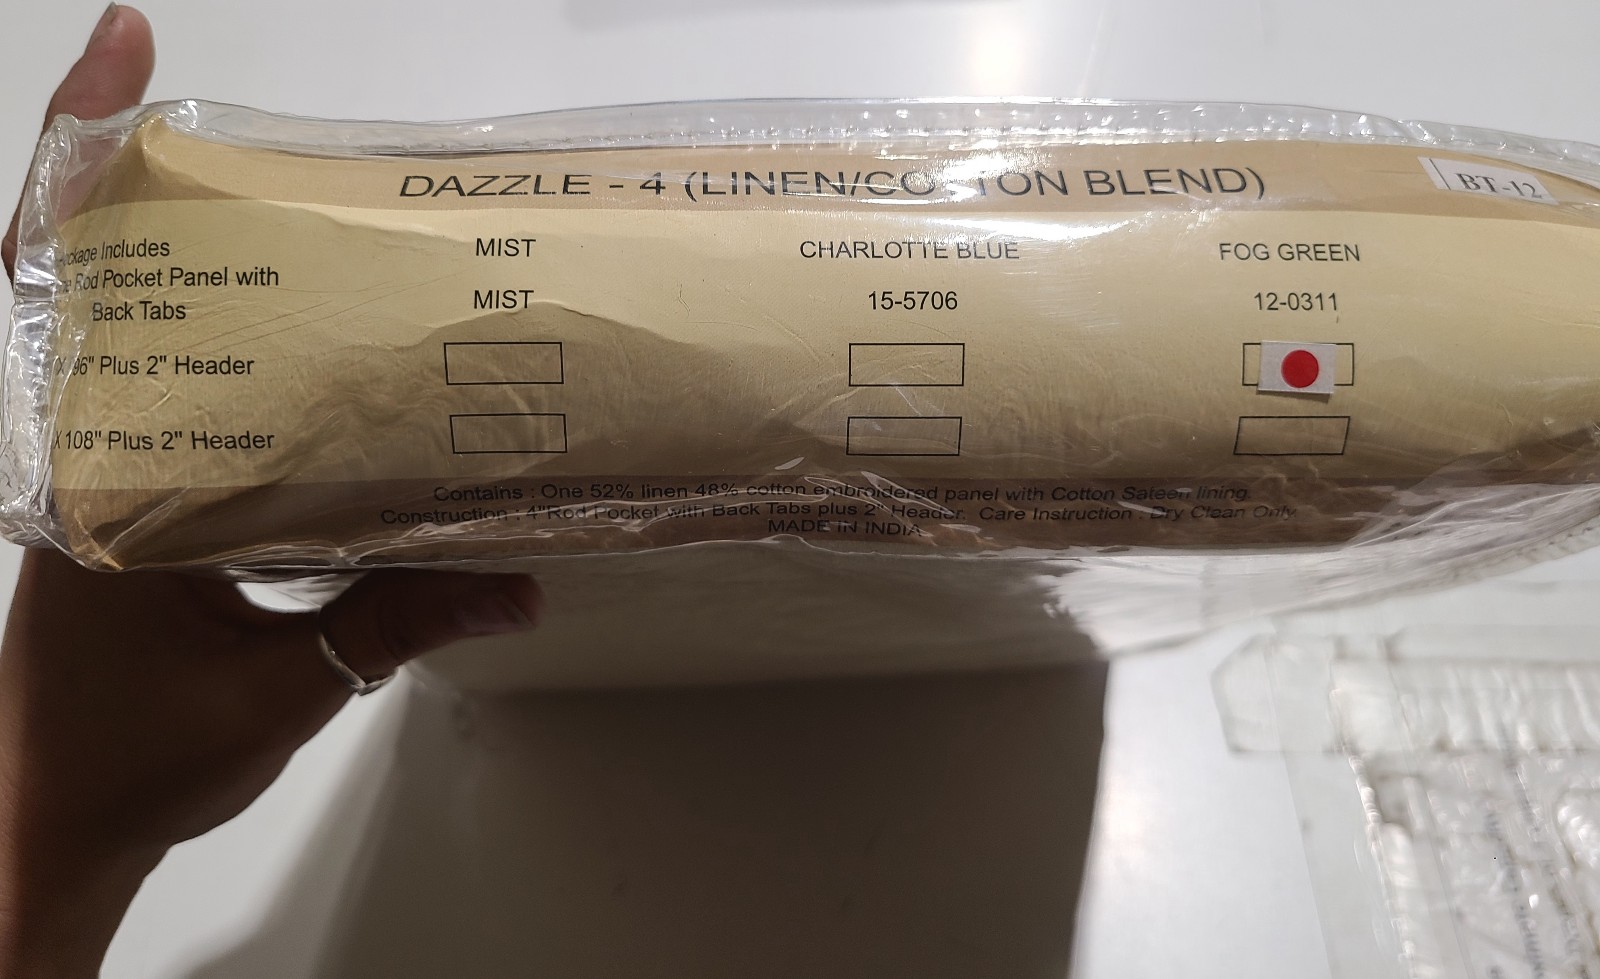 DAZZLE - 4 (LINEN/COTTON BLEND)
BT-12
Package Includes
Rod Pocket Panel with
Back Tabs
MIST CHARLOTTE BLUE FOG GREEN
MIST 15-5706 12-0311
X 96" Plus 2" Header
X 108" Plus 2" Header
Contains : One 52% linen 48% cotton embroidered panel with Cotton Sateen lining.
Construction : 4"Rod Pocket with Back Tabs plus 2" Header. Care Instruction : Dry Clean Only.
MADE IN INDIA